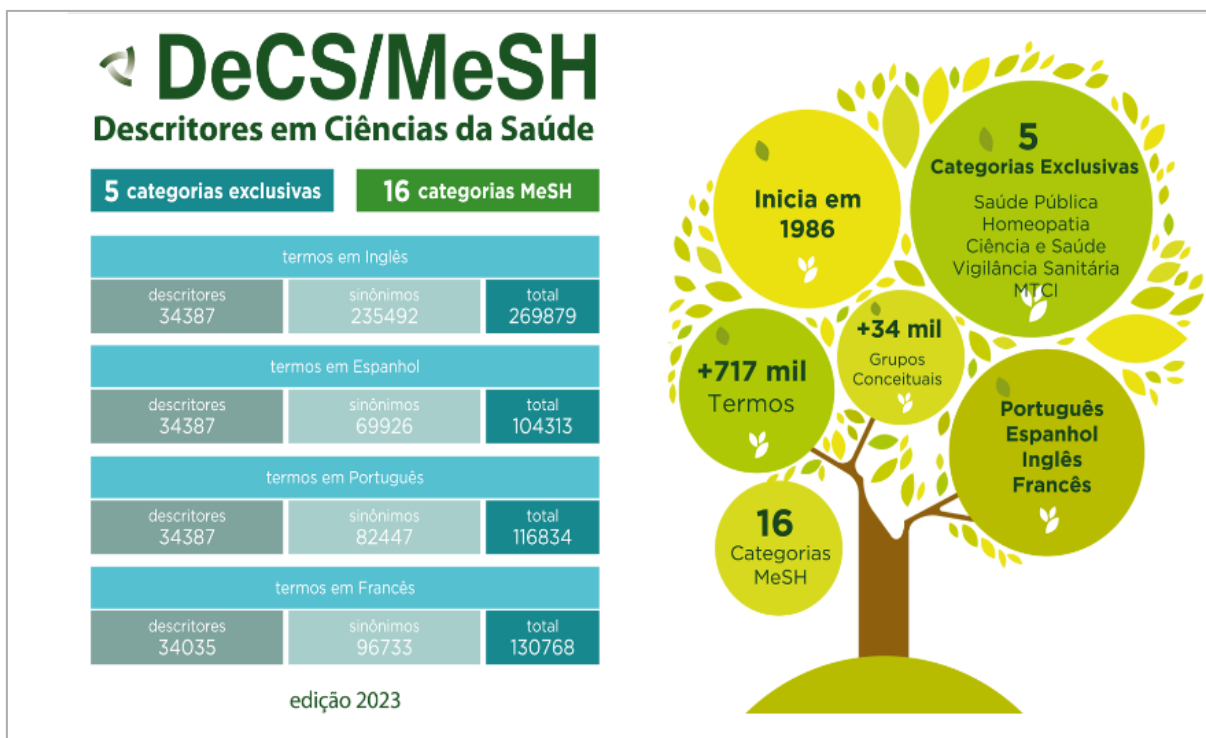 DeCS/MeSH
Descritores em Ciências da Saúde
5 categorias exclusivas
16 categorias MeSH
termos em Inglês
descritores
34387
sinônimos
235492
total
269879
termos em Espanhol
descritores
34387
sinônimos
69926
total
104313
termos em Português
descritores
34387
sinônimos
82447
total
116834
termos em Francês
descritores
34035
sinônimos
96733
total
130768
edição 2023
Inicia em
1986
5
Categorias Exclusivas
Saúde Pública
Homeopatia
Ciência e Saúde
Vigilância Sanitária
MTCI
+717 mil
Termos
+34 mil
Grupos
Conceituais
Português
Espanhol
Inglês
Francês
16
Categorias
MeSH